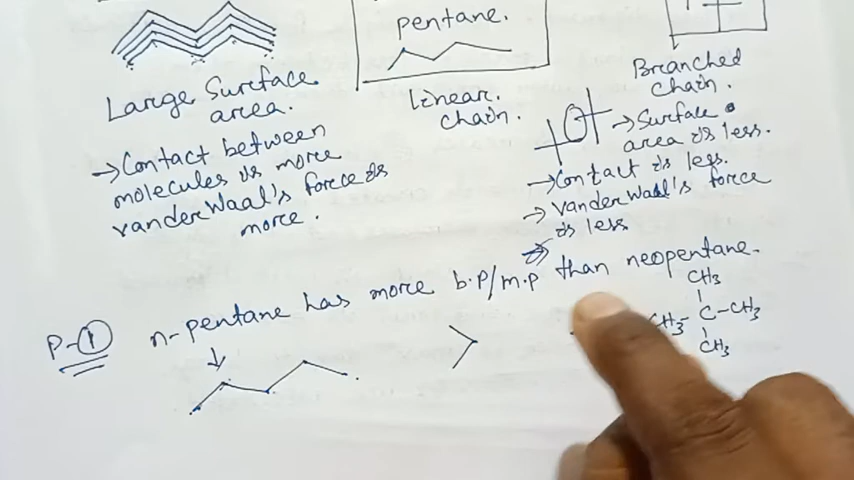 pentane.
Large Surface
area.
→ Contact between
molecules is more
vanderWaal's force is
more.
linear
chain.
Branched
chain.
→ Surface
area is less.
→ Contact is less.
→ vanderWaal's force
is less
P-1 n-pentane has more b.p/m.p than neopentane.
CH3
CH3-C-CH3
CH3